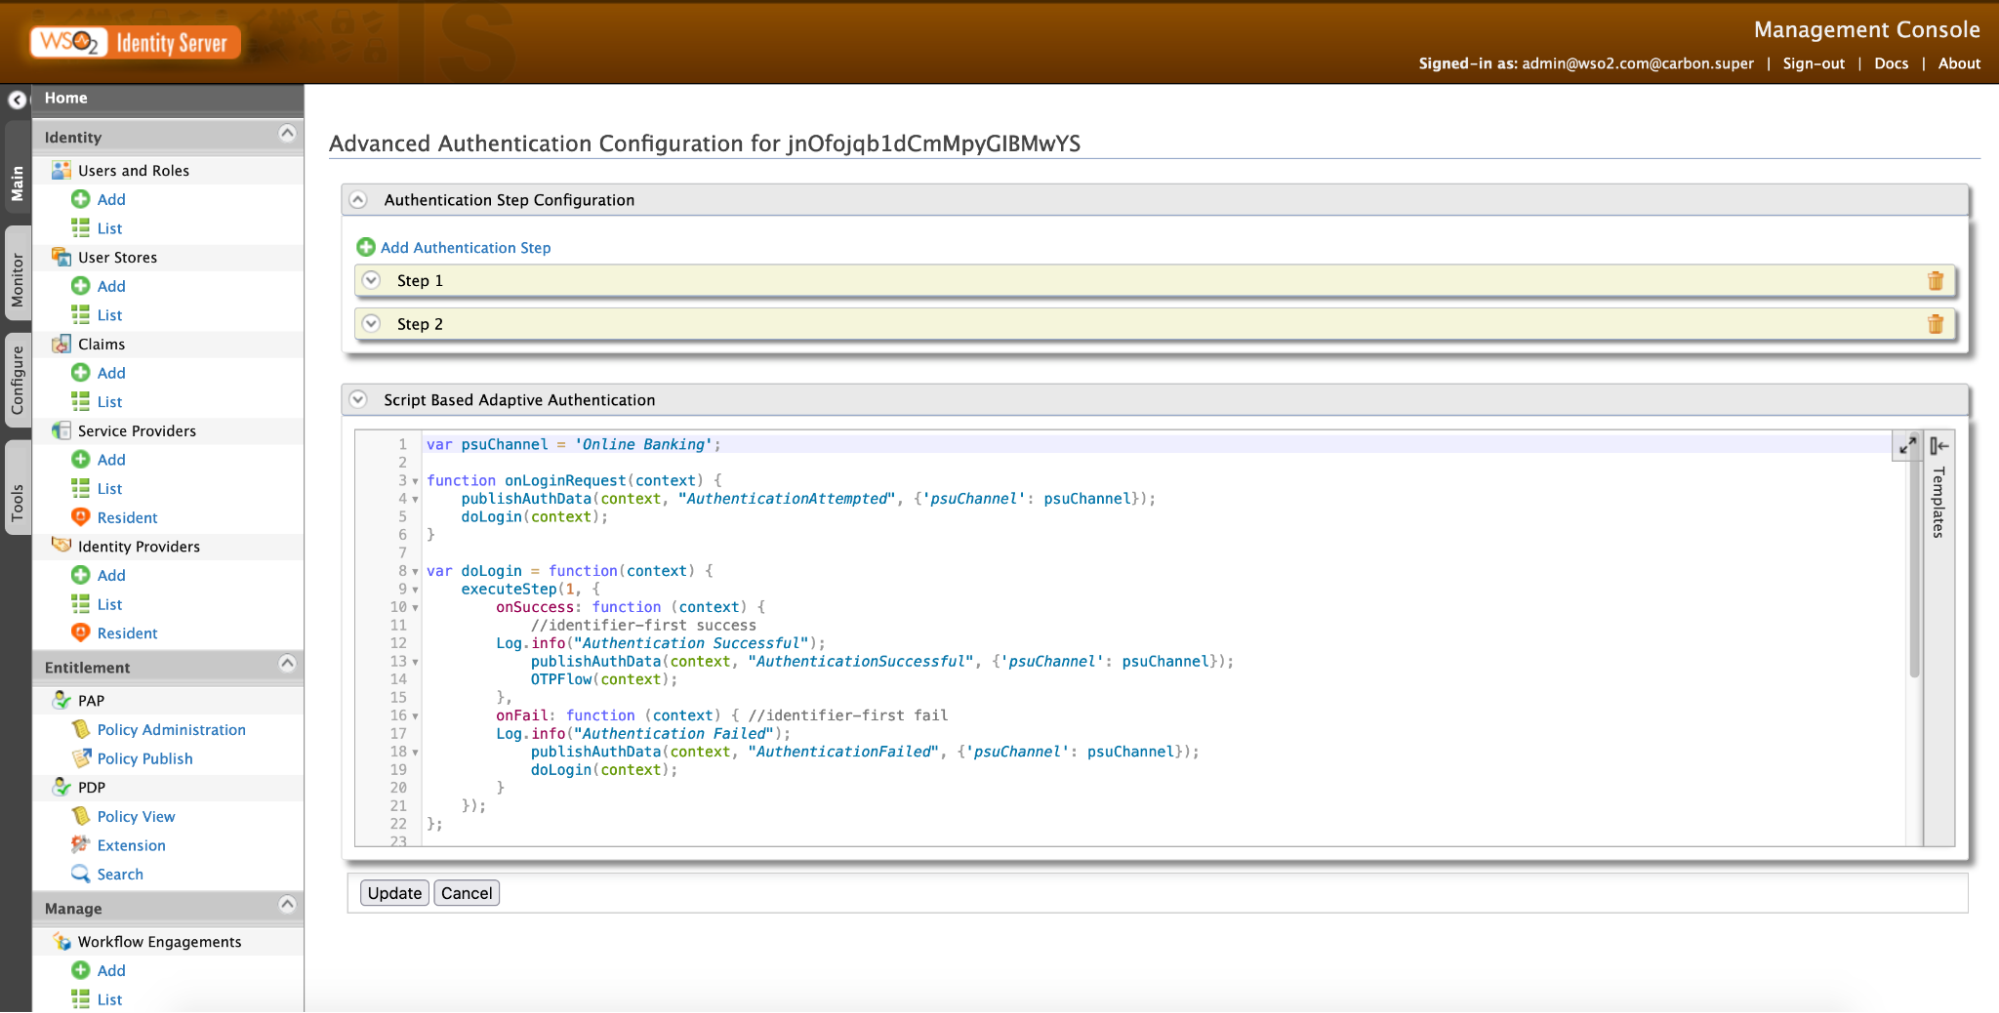 WSO2 Identity Server
Management Console
Signed-in as: admin@wso2.com@carbon.super | Sign-out | Docs | About
Main
Monitor
Configure
Tools
Home
Identity
Users and Roles
Add
List
User Stores
Add
List
Claims
Add
List
Service Providers
Add
List
Resident
Identity Providers
Add
List
Resident
Entitlement
PAP
Policy Administration
Policy Publish
PDP
Policy View
Extension
Search
Manage
Workflow Engagements
Add
List
Advanced Authentication Configuration for jnOfojqb1dCmMpyGIBMwYS
Authentication Step Configuration
Add Authentication Step
Step 1
Step 2
Script Based Adaptive Authentication
1 var psuChannel = 'Online Banking';
2
3 function onLoginRequest(context) {
4     publishAuthData(context, "AuthenticationAttempted", {'psuChannel': psuChannel});
5     doLogin(context);
6 }
7
8 var doLogin = function(context) {
9     executeStep(1, {
10         onSuccess: function (context) {
11             //identifier-first success
12         Log.info("Authentication Successful");
13             publishAuthData(context, "AuthenticationSuccessful", {'psuChannel': psuChannel});
14             OTPFlow(context);
15         },
16         onFail: function (context) { //identifier-first fail
17         Log.info("Authentication Failed");
18             publishAuthData(context, "AuthenticationFailed", {'psuChannel': psuChannel});
19             doLogin(context);
20         }
21     });
22 };
23
Templates
Update Cancel